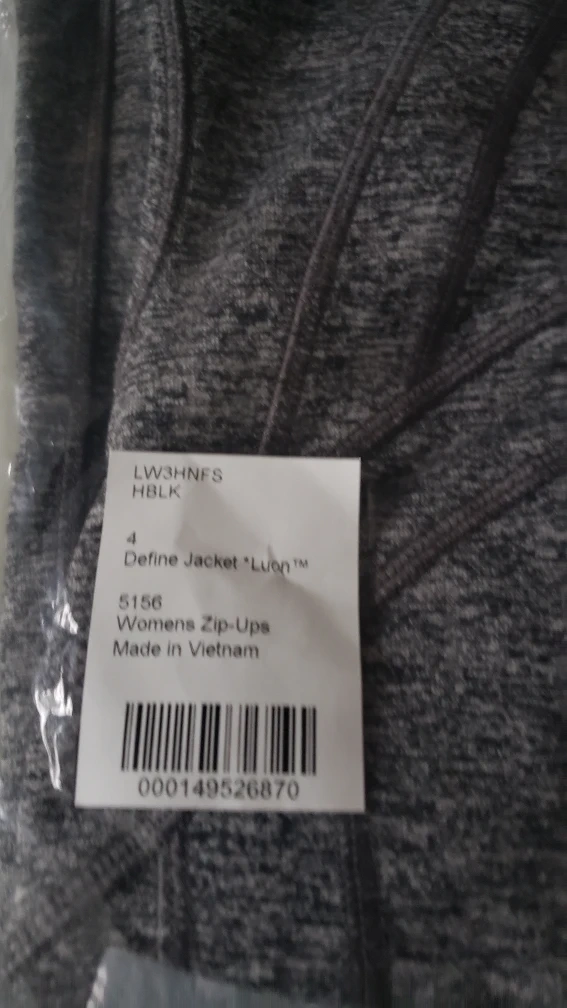 LW3HNFS
HBLK
4
Define Jacket *Luon™
5156
Womens Zip-Ups
Made in Vietnam
000149526870